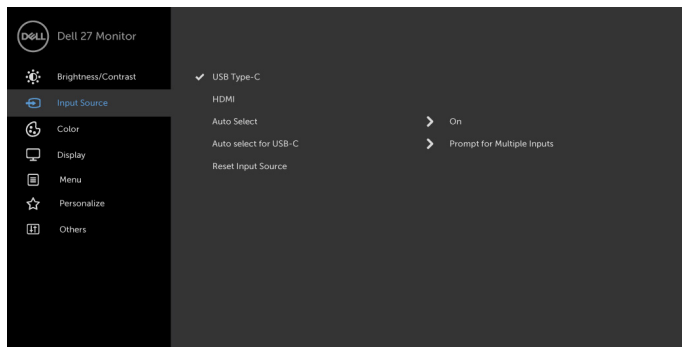 DELL Dell 27 Monitor
Brightness/Contrast
Input Source
Color
Display
Menu
Personalize
Others
USB Type-C
HDMI
Auto Select On
Auto select for USB-C Prompt for Multiple Inputs
Reset Input Source